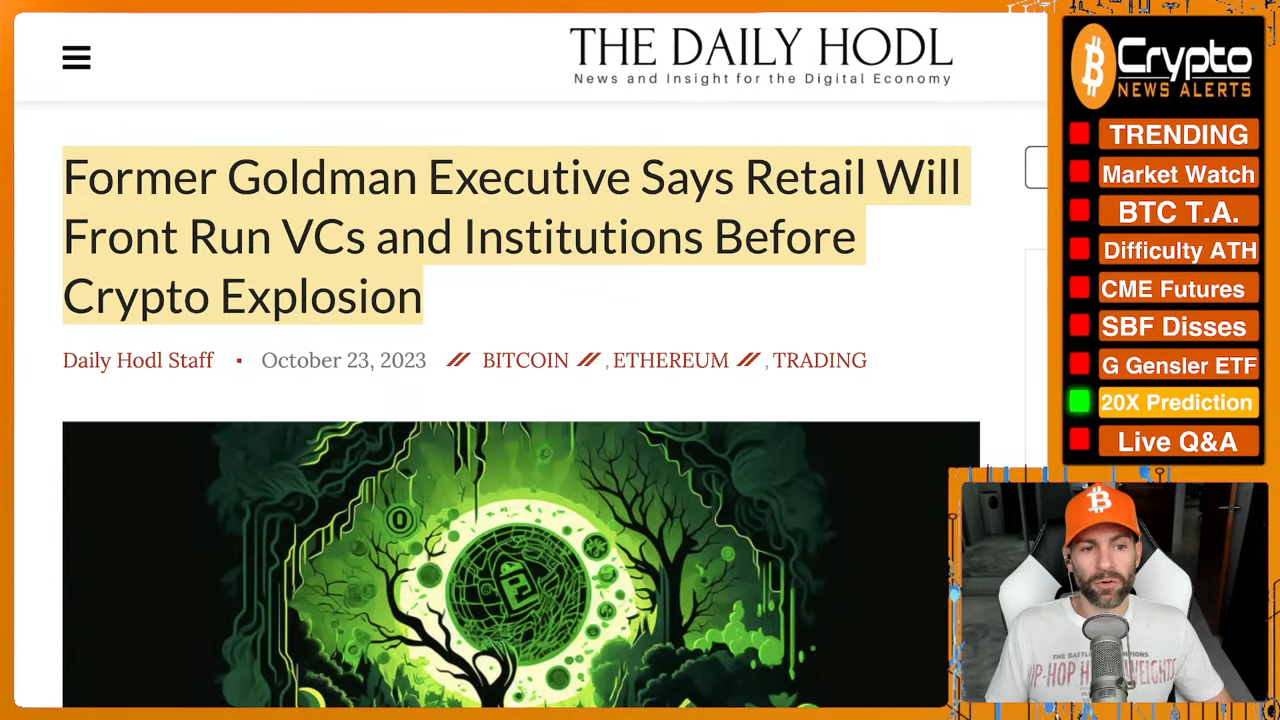 THE DAILY HODL
News and Insight for the Digital Economy
Former Goldman Executive Says Retail Will
Front Run VCs and Institutions Before
Crypto Explosion
Daily Hodl Staff ▪ October 23, 2023 // BITCOIN // , ETHEREUM // , TRADING
Crypto
NEWS ALERTS
TRENDING
Market Watch
BTC T.A.
Difficulty ATH
CME Futures
SBF Disses
G Gensler ETF
20X Prediction
Live Q&A